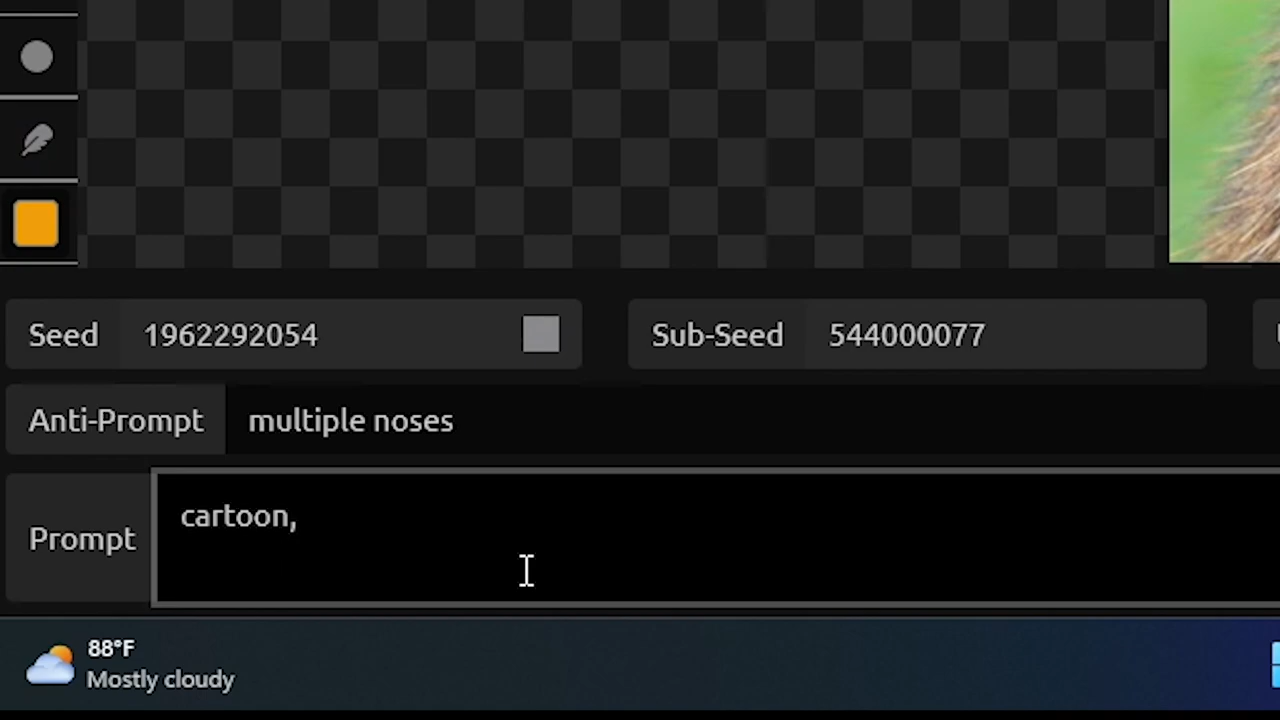 Seed 1962292054 Sub-Seed 544000077
Anti-Prompt multiple noses
Prompt cartoon,
88°F
Mostly cloudy